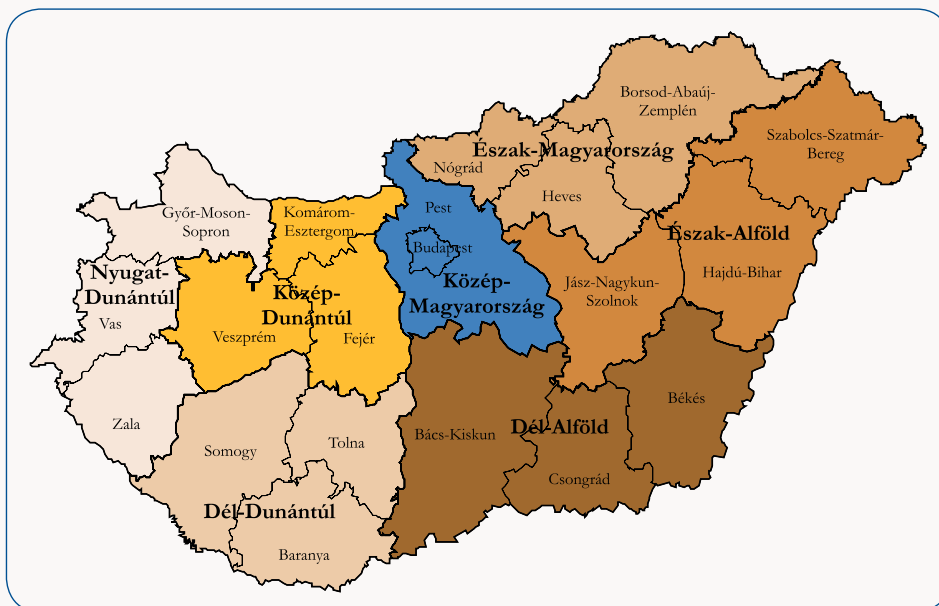 Borsod-Abaúj-
Zemplén
Szabolcs-Szatmár-
Bereg
Észak-Magyarország
Nógrád
Heves
Győr-Moson-
Sopron
Komárom-
Esztergom
Pest
Budapest
Észak-Alföld
Hajdú-Bihar
Jász-Nagykun-
Szolnok
Nyugat-
Dunántúl
Vas
Közép-
Dunántúl
Veszprém
Fejér
Közép-
Magyarország
Zala
Somogy
Tolna
Dél-Dunántúl
Baranya
Bács-Kiskun
Dél-Alföld
Csongrád
Békés